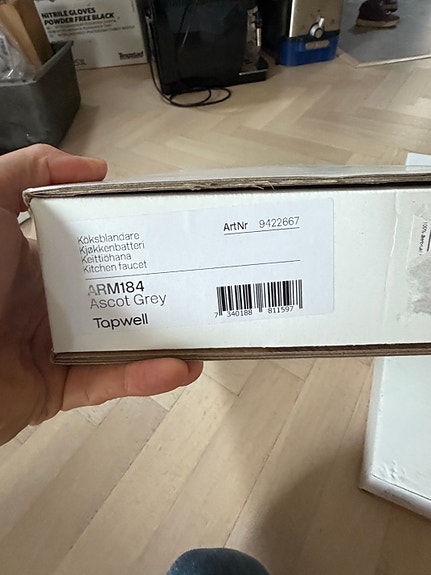 NITRILE GLOVES
POWDER FREE BLACK
Köksblandare
Kjøkkenbatteri
Keittiöhana
Kitchen faucet
ArtNr 9422667
ARM184
Ascot Grey
Tapwell
7 340188 811597